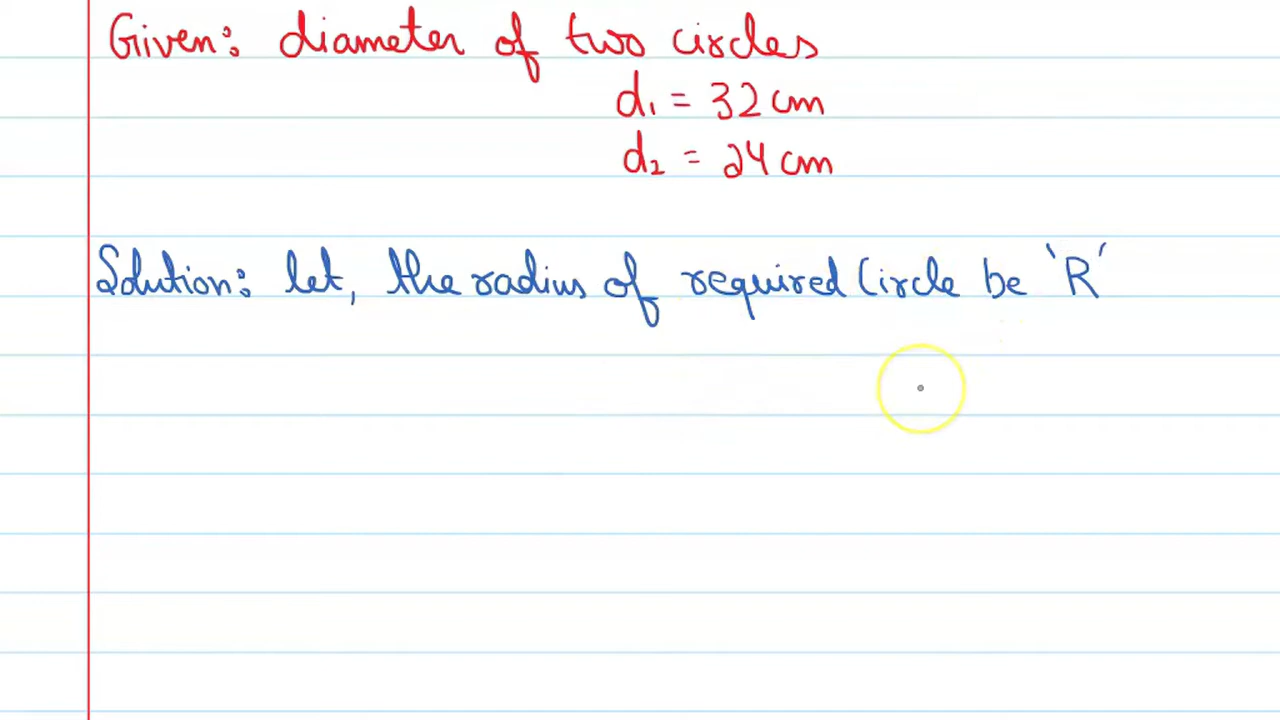 Given: diameter of two circles
d₁ = 32 cm
d₂ = 24 cm
Solution: let, the radius of required Circle be 'R'